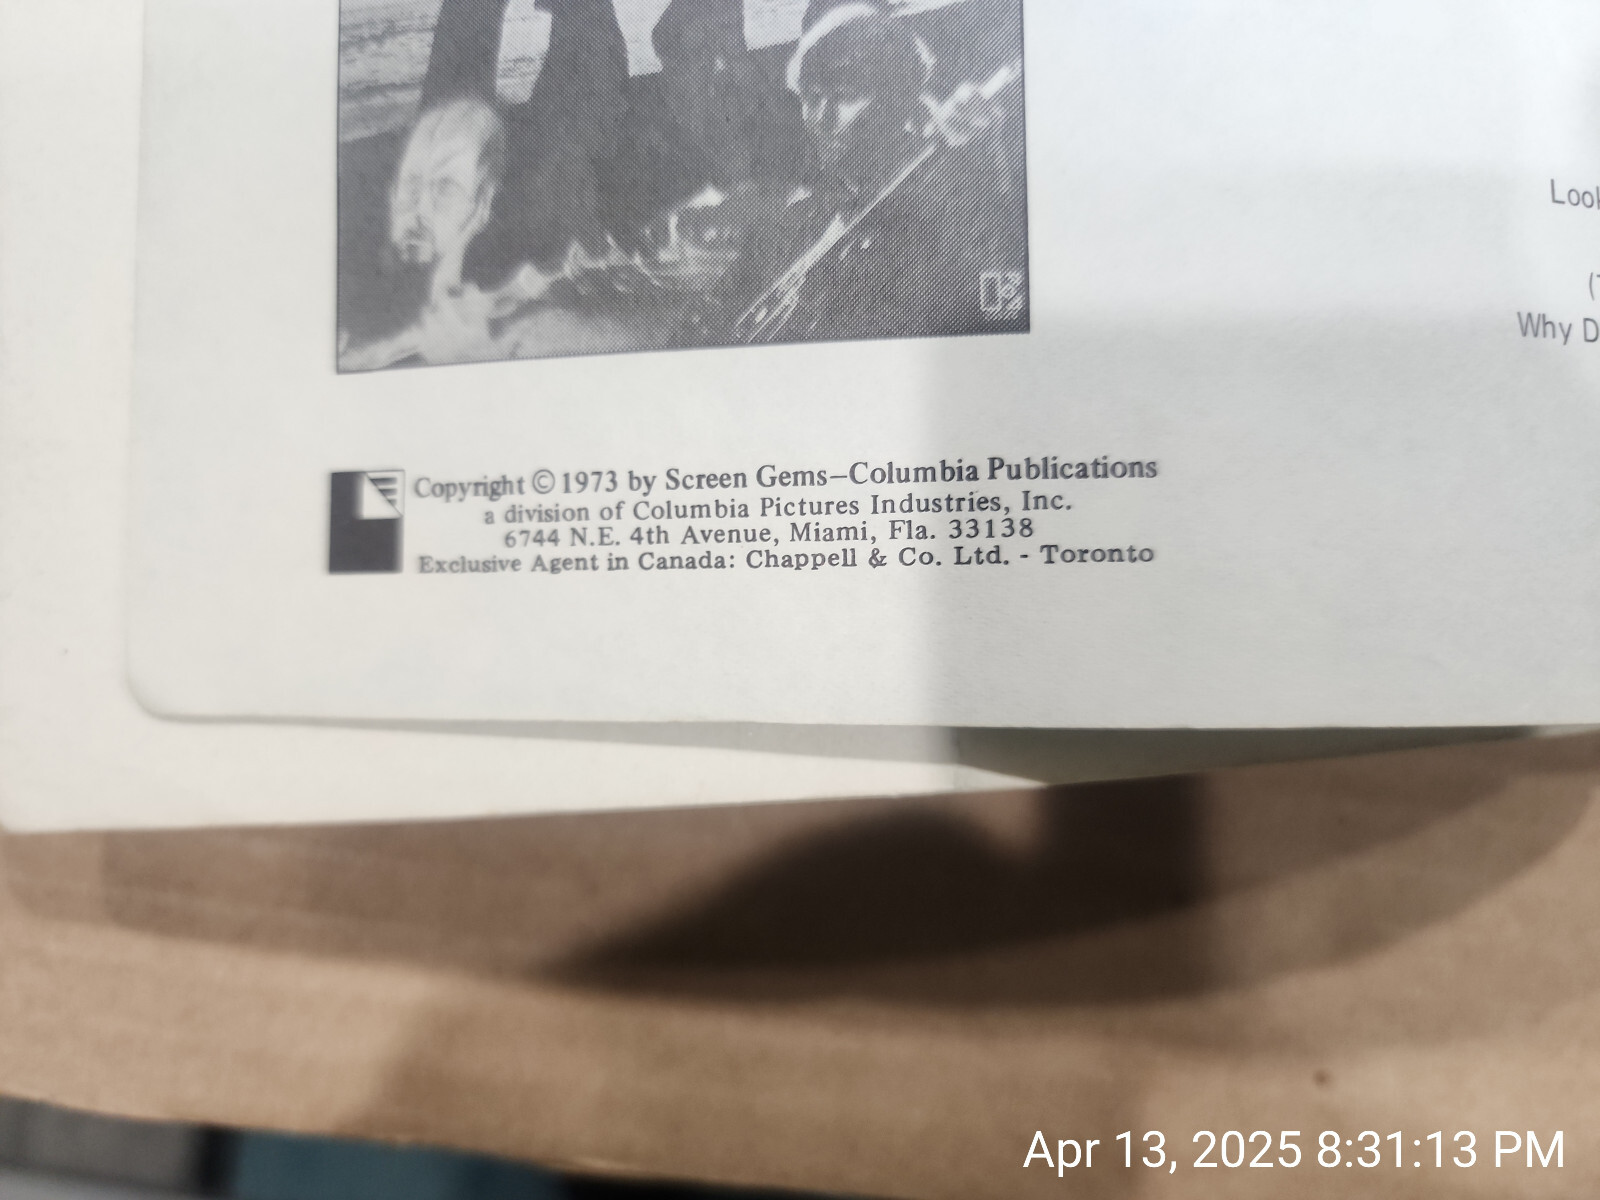 Look
(T
Why D
Copyright © 1973 by Screen Gems–Columbia Publications
a division of Columbia Pictures Industries, Inc.
6744 N.E. 4th Avenue, Miami, Fla. 33138
Exclusive Agent in Canada: Chappell & Co. Ltd. - Toronto
Apr 13, 2025 8:31:13 PM